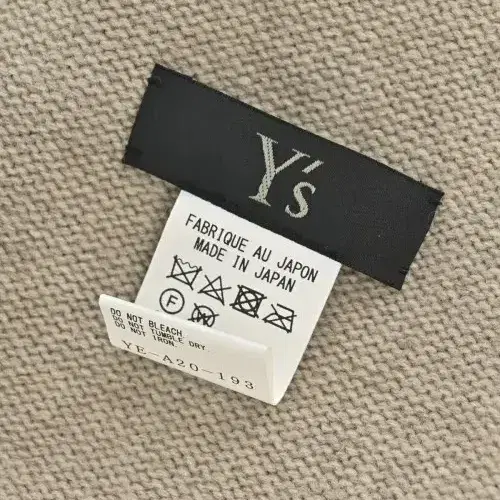 Y's
FABRIQUE AU JAPON
MADE IN JAPAN
F
W
DO NOT BLEACH.
DO NOT TUMBLE DRY
DO NOT IRON.
YE-A20-193